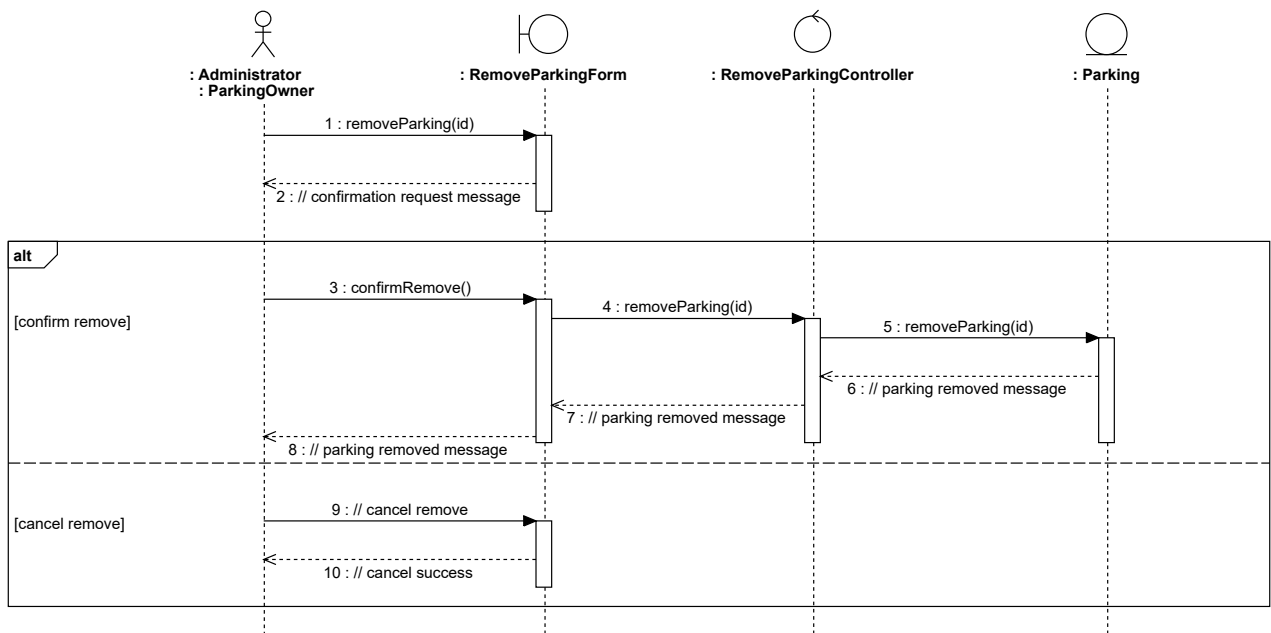 : Administrator
: ParkingOwner
: RemoveParkingForm
: RemoveParkingController
: Parking
1 : removeParking(id)
2 : // confirmation request message
alt
3 : confirmRemove()
[confirm remove]
4 : removeParking(id)
5 : removeParking(id)
6 : // parking removed message
7 : // parking removed message
8 : // parking removed message
9 : // cancel remove
[cancel remove]
10 : // cancel success